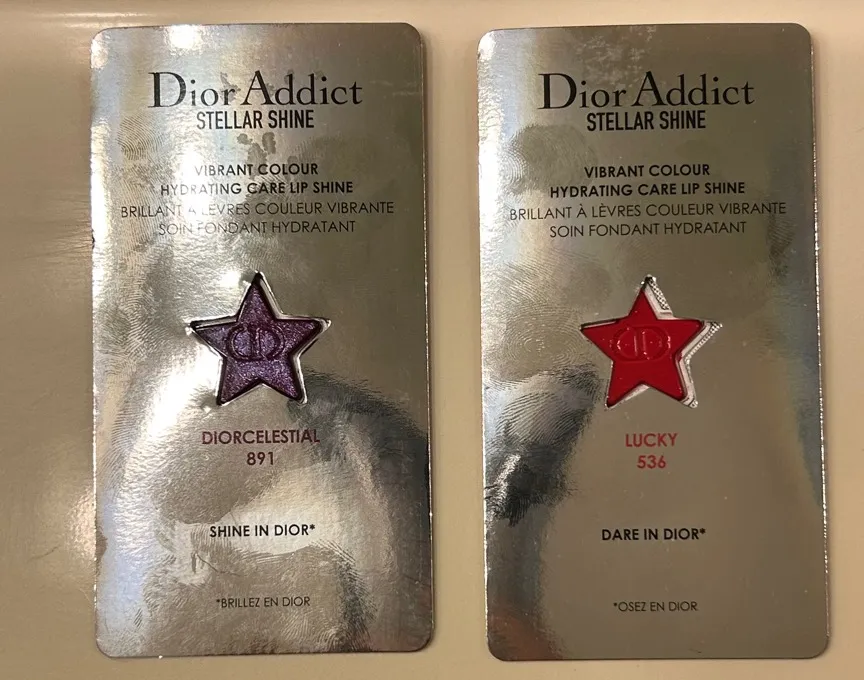 Dior Addict
STELLAR SHINE
VIBRANT COLOUR
HYDRATING CARE LIP SHINE
BRILLANT À LÈVRES COULEUR VIBRANTE
SOIN FONDANT HYDRATANT
CD
DIORCELESTIAL
891
SHINE IN DIOR*
*BRILLEZ EN DIOR
Dior Addict
STELLAR SHINE
VIBRANT COLOUR
HYDRATING CARE LIP SHINE
BRILLANT À LÈVRES COULEUR VIBRANTE
SOIN FONDANT HYDRATANT
CD
LUCKY
536
DARE IN DIOR*
*OSEZ EN DIOR